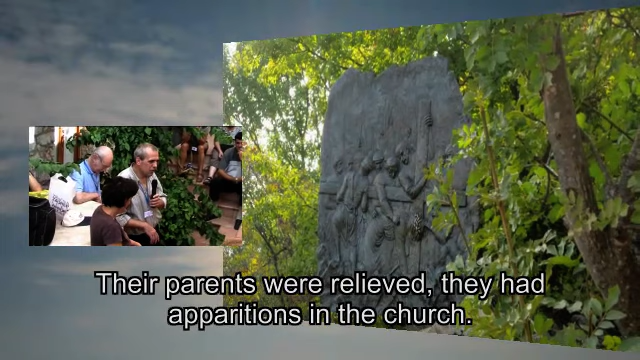 Their parents were relieved, they had
apparitions in the church.